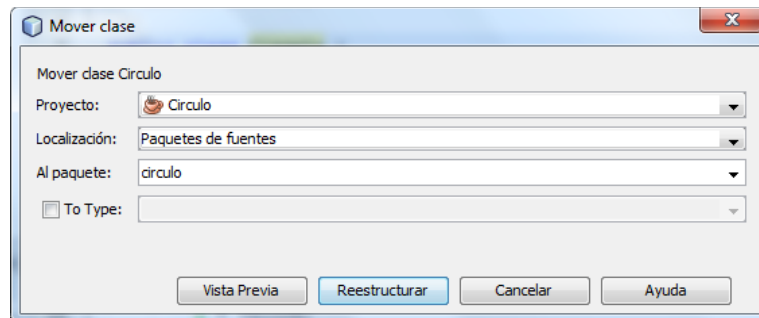 Mover clase
Mover clase Circulo
Proyecto: Circulo
Localización: Paquetes de fuentes
Al paquete: circulo
To Type:
Vista Previa Reestructurar Cancelar Ayuda